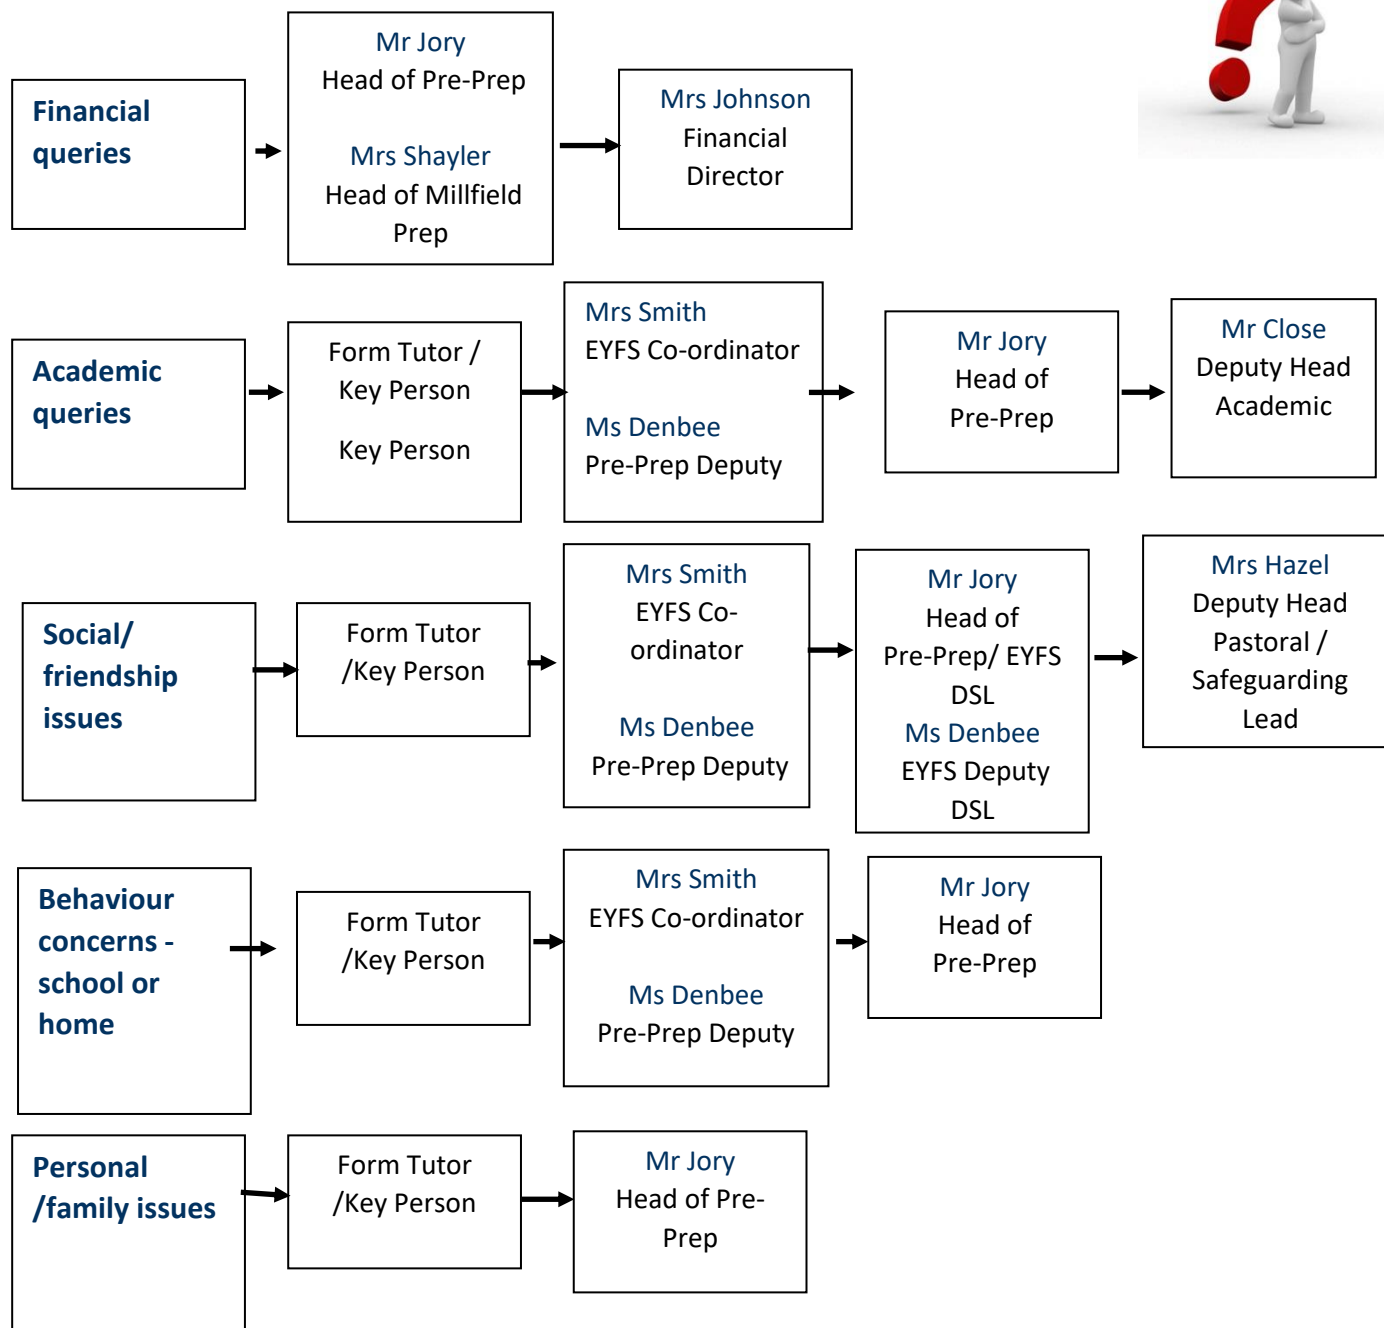 Financial
queries
Mr Jory
Head of Pre-Prep
Mrs Shayler
Head of Millfield
Prep
Mrs Johnson
Financial
Director
Academic
queries
Form Tutor /
Key Person
Key Person
Mrs Smith
EYFS Co-ordinator
Ms Denbee
Pre-Prep Deputy
Mr Jory
Head of
Pre-Prep
Mr Close
Deputy Head
Academic
Social/
friendship
issues
Form Tutor
/Key Person
Mrs Smith
EYFS Co-
ordinator
Ms Denbee
Pre-Prep Deputy
Mr Jory
Head of
Pre-Prep/ EYFS
DSL
Ms Denbee
EYFS Deputy
DSL
Mrs Hazel
Deputy Head
Pastoral /
Safeguarding
Lead
Behaviour
concerns -
school or
home
Form Tutor
/Key Person
Mrs Smith
EYFS Co-ordinator
Ms Denbee
Pre-Prep Deputy
Mr Jory
Head of
Pre-Prep
Personal
/family issues
Form Tutor
/Key Person
Mr Jory
Head of Pre-
Prep